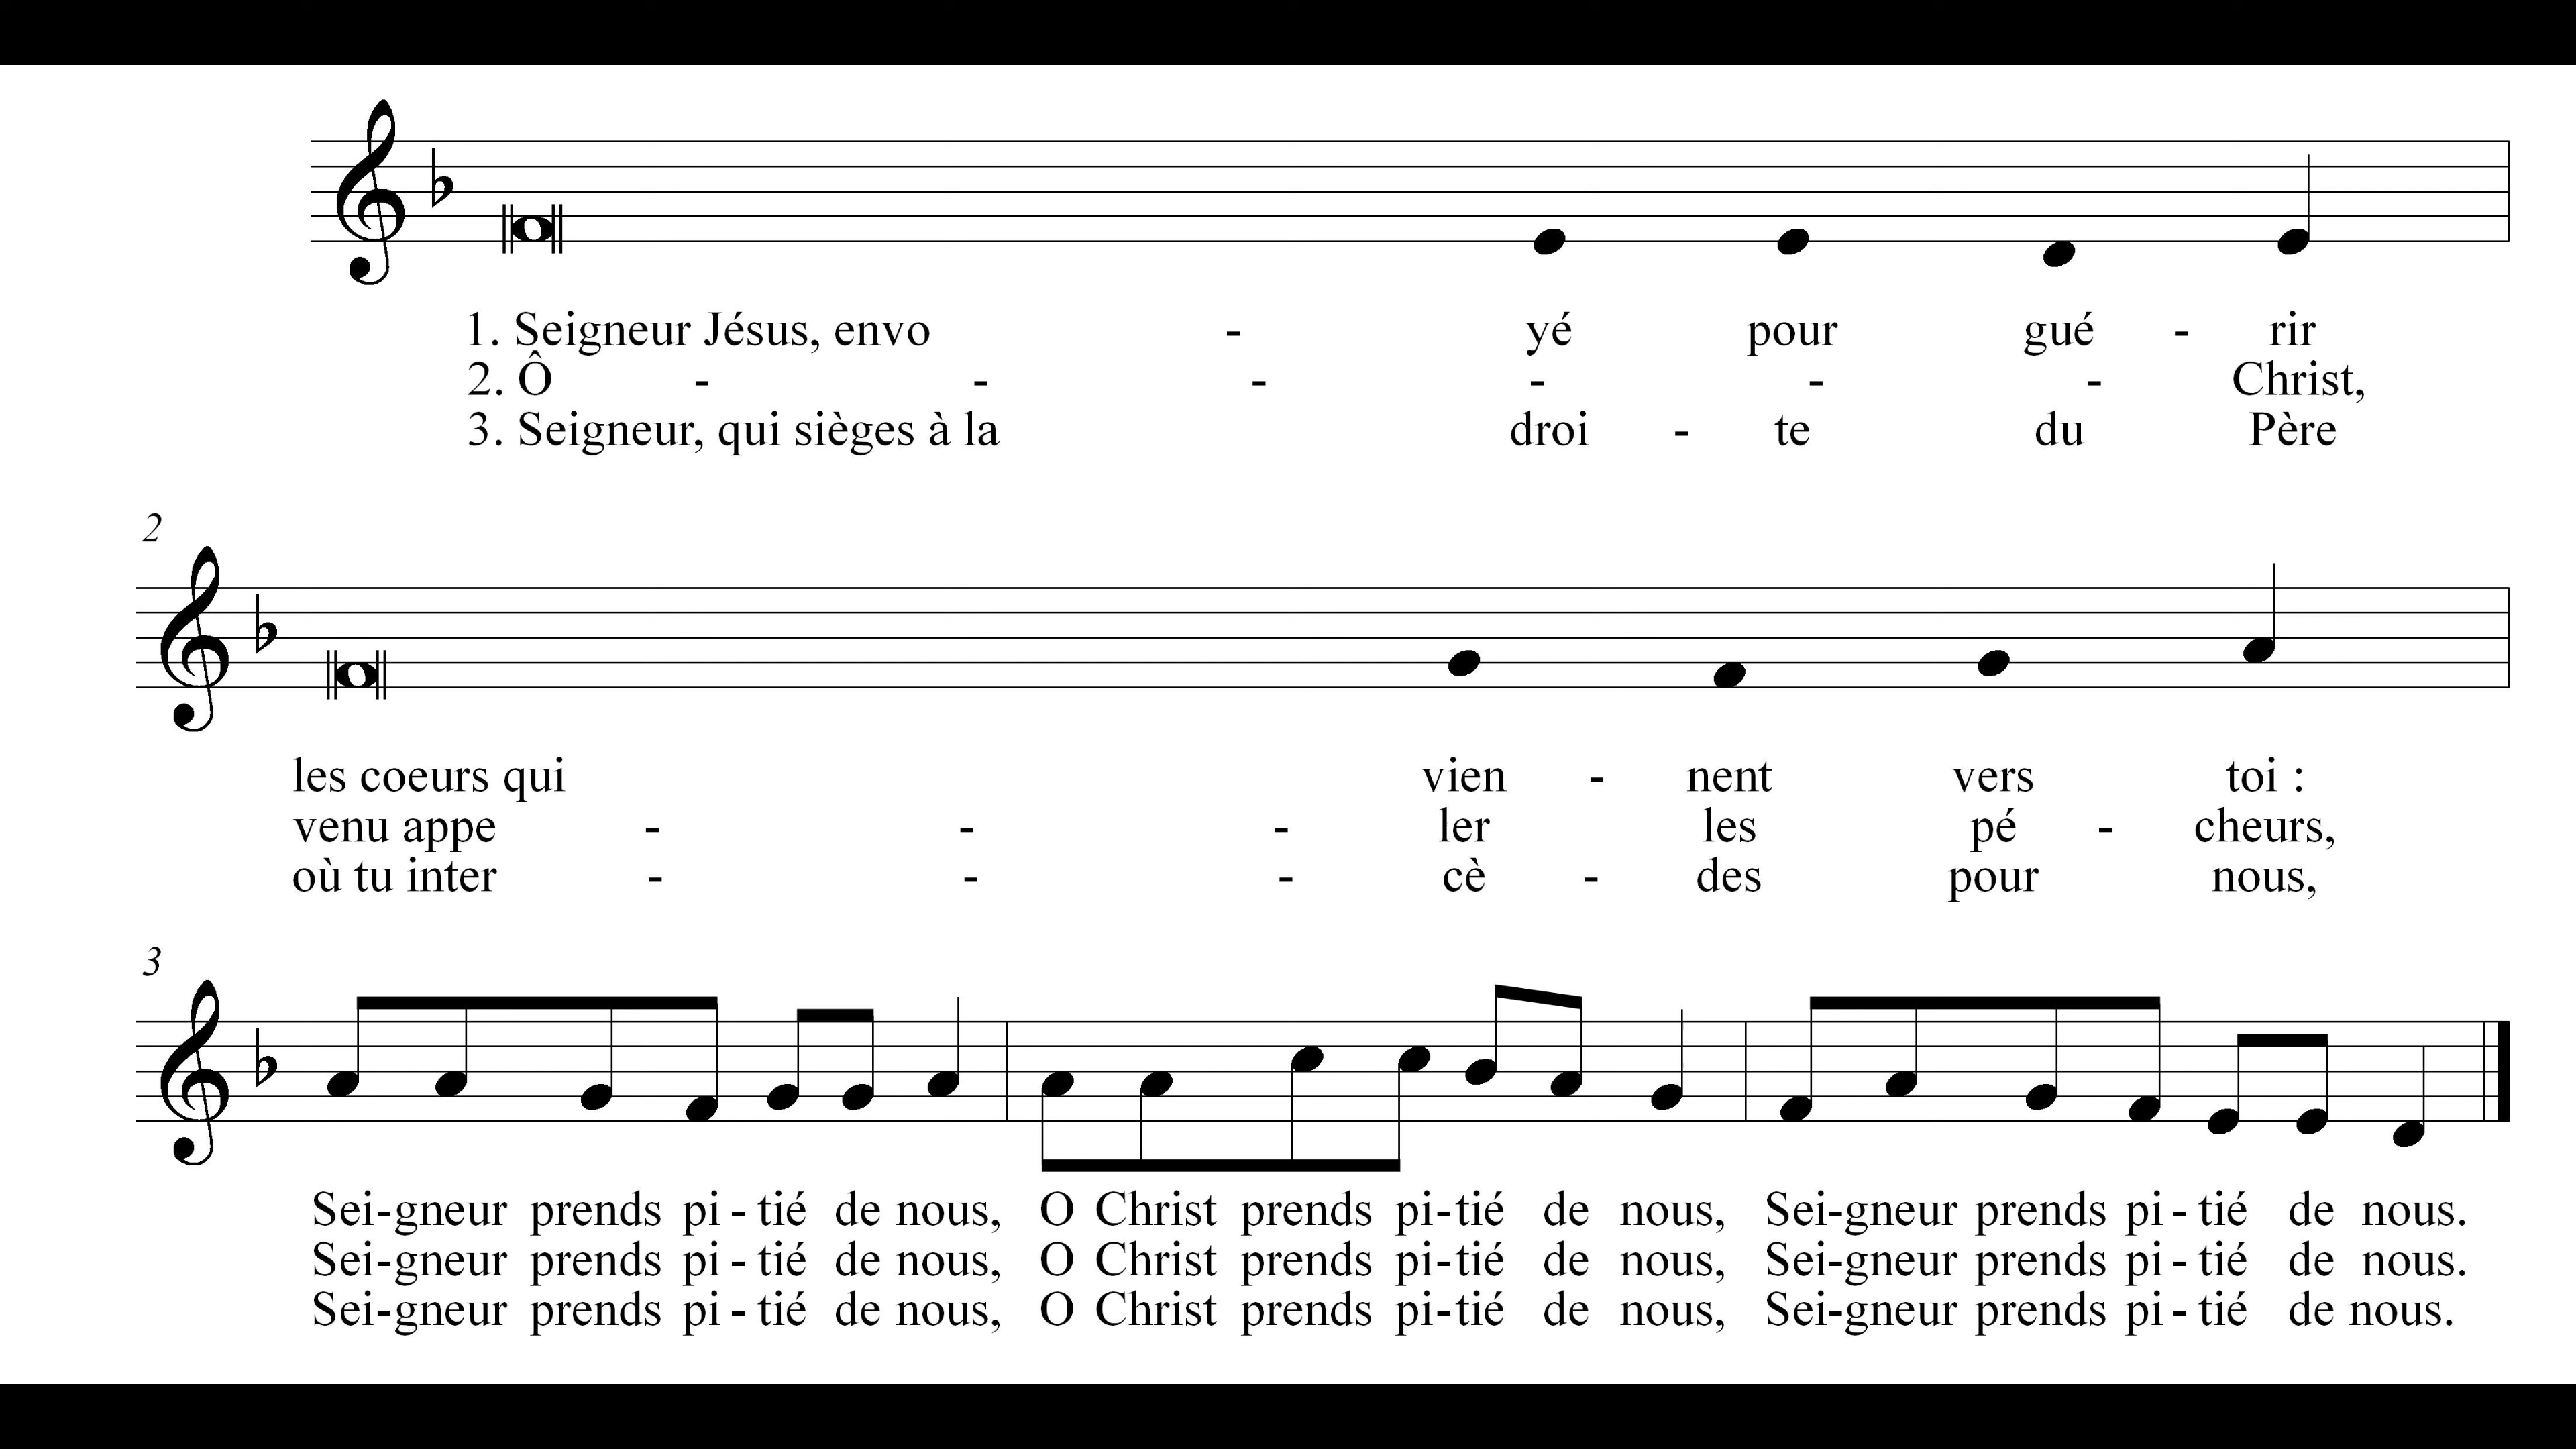 1. Seigneur Jésus, envo - yé pour gué - rir
2. Ô - - - - - - Christ,
3. Seigneur, qui sièges à la droi - te du Père
2
les coeurs qui vien - nent vers toi :
venu appe - - - ler les pé - cheurs,
où tu inter - - - cè - des pour nous,
3
Sei-gneur prends pi - tié de nous, O Christ prends pi-tié de nous, Sei-gneur prends pi - tié de nous.
Sei-gneur prends pi - tié de nous, O Christ prends pi-tié de nous, Sei-gneur prends pi - tié de nous.
Sei-gneur prends pi - tié de nous, O Christ prends pi-tié de nous, Sei-gneur prends pi - tié de nous.